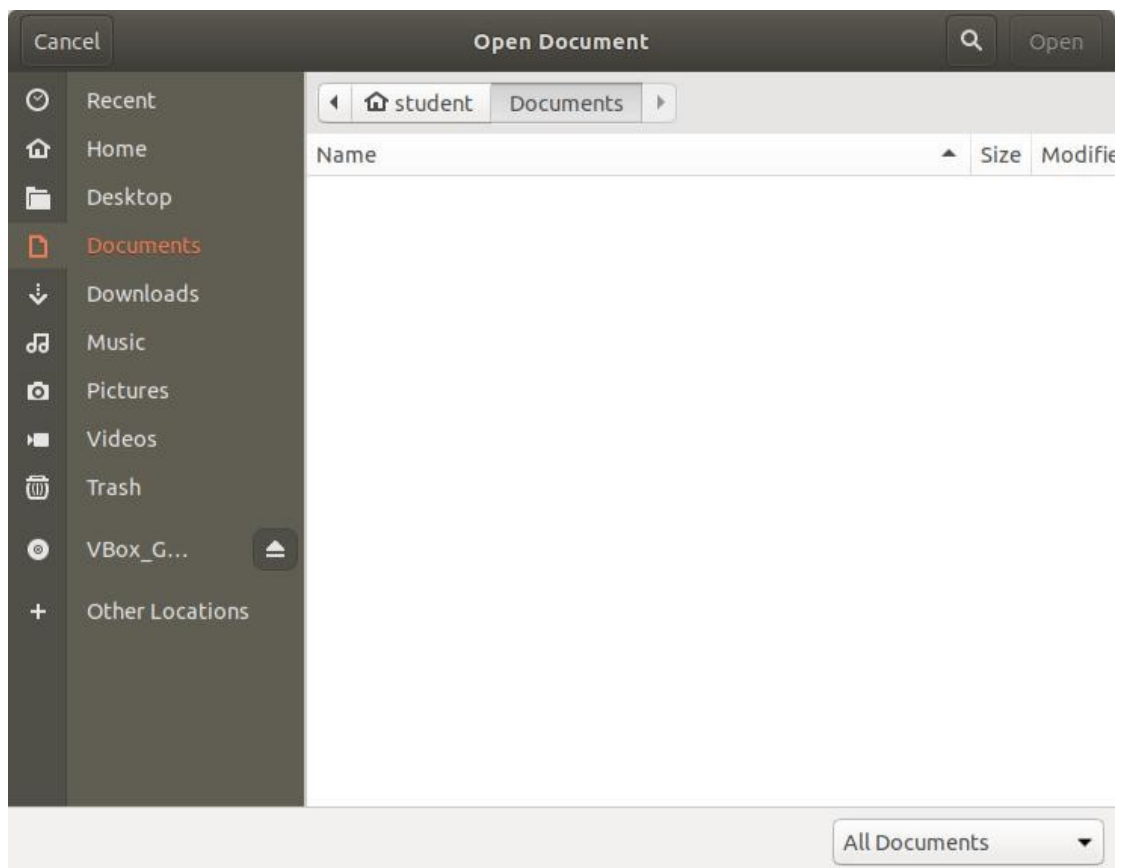 Cancel Open Document Open
Recent
student Documents
Home
Name Size Modifie
Desktop
Documents
Downloads
Music
Pictures
Videos
Trash
VBox_G...
Other Locations
All Documents